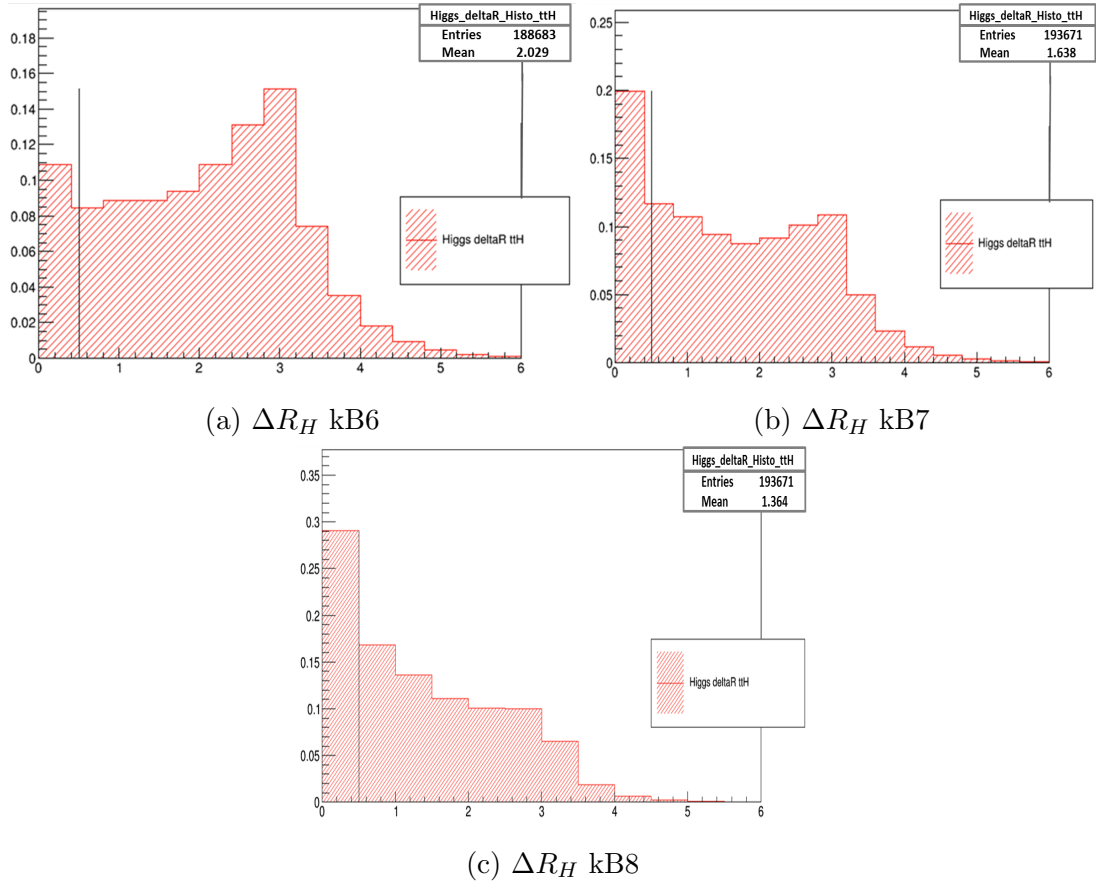 Higgs_deltaR_Histo_ttH
Entries 188683
Mean 2.029
0.18
0.16
0.14
0.12
0.1
0.08
0.06
0.04
0.02
0
0 1 2 3 4 5 6
Higgs deltaR ttH
(a) ΔR_H kB6
Higgs_deltaR_Histo_ttH
Entries 193671
Mean 1.638
0.25
0.2
0.15
0.1
0.05
0
0 1 2 3 4 5 6
Higgs deltaR ttH
(b) ΔR_H kB7
Higgs_deltaR_Histo_ttH
Entries 193671
Mean 1.364
0.35
0.3
0.25
0.2
0.15
0.1
0.05
0
0 1 2 3 4 5 6
Higgs deltaR ttH
(c) ΔR_H kB8